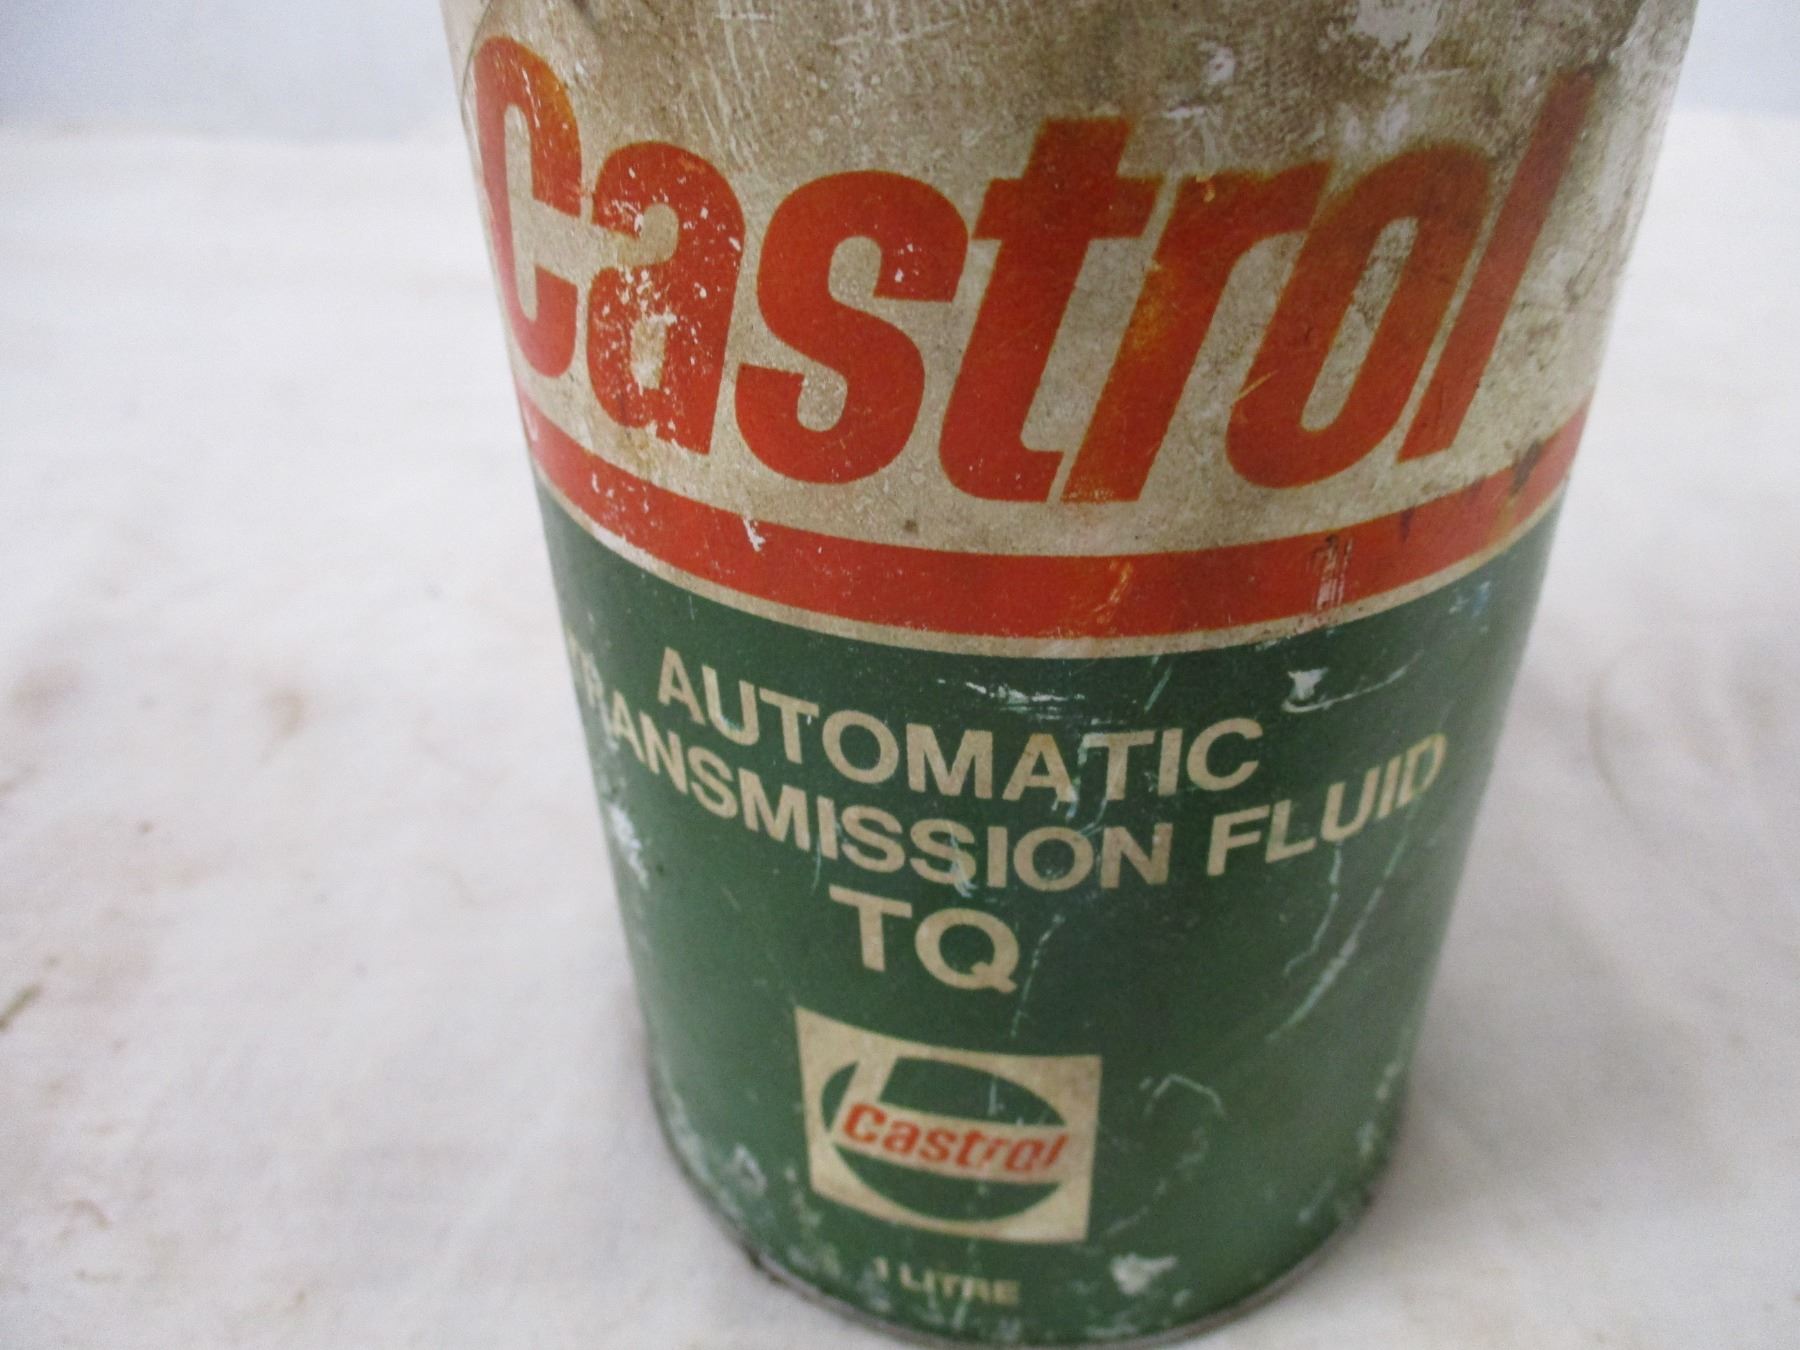 Castrol
AUTOMATIC
TRANSMISSION FLUID
TQ
Castrol
1 LITRE